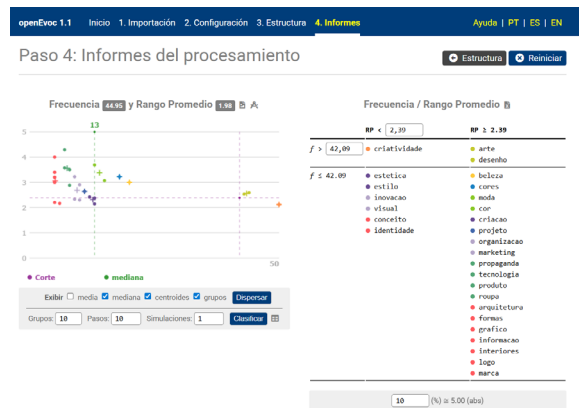 openEvoc 1.1 Inicio 1. Importación 2. Configuración 3. Estructura 4. Informes Ayuda | PT | ES | EN
Paso 4: Informes del procesamiento
Estructura Reiniciar
Frecuencia 44.95 y Rango Promedio 1.98
13
5
4
3
2
1
0
50
Corte mediana
Exibir media mediana centroides grupos Dispersar
Grupos: 10 Pasos: 10 Simulaciones: 1 Clasificar
Frecuencia / Rango Promedio
RP < 2,39 RP ≥ 2.39
f > 42,09 criatividade arte
desenho
f ≤ 42.09 estetica beleza
estilo cores
inovacao moda
visual cor
conceito criacao
identidade projeto
organizacao
marketing
propaganda
tecnologia
produto
roupa
arquitetura
formas
grafico
informacao
interiores
logo
marca
10 (%) ≅ 5.00 (abs)